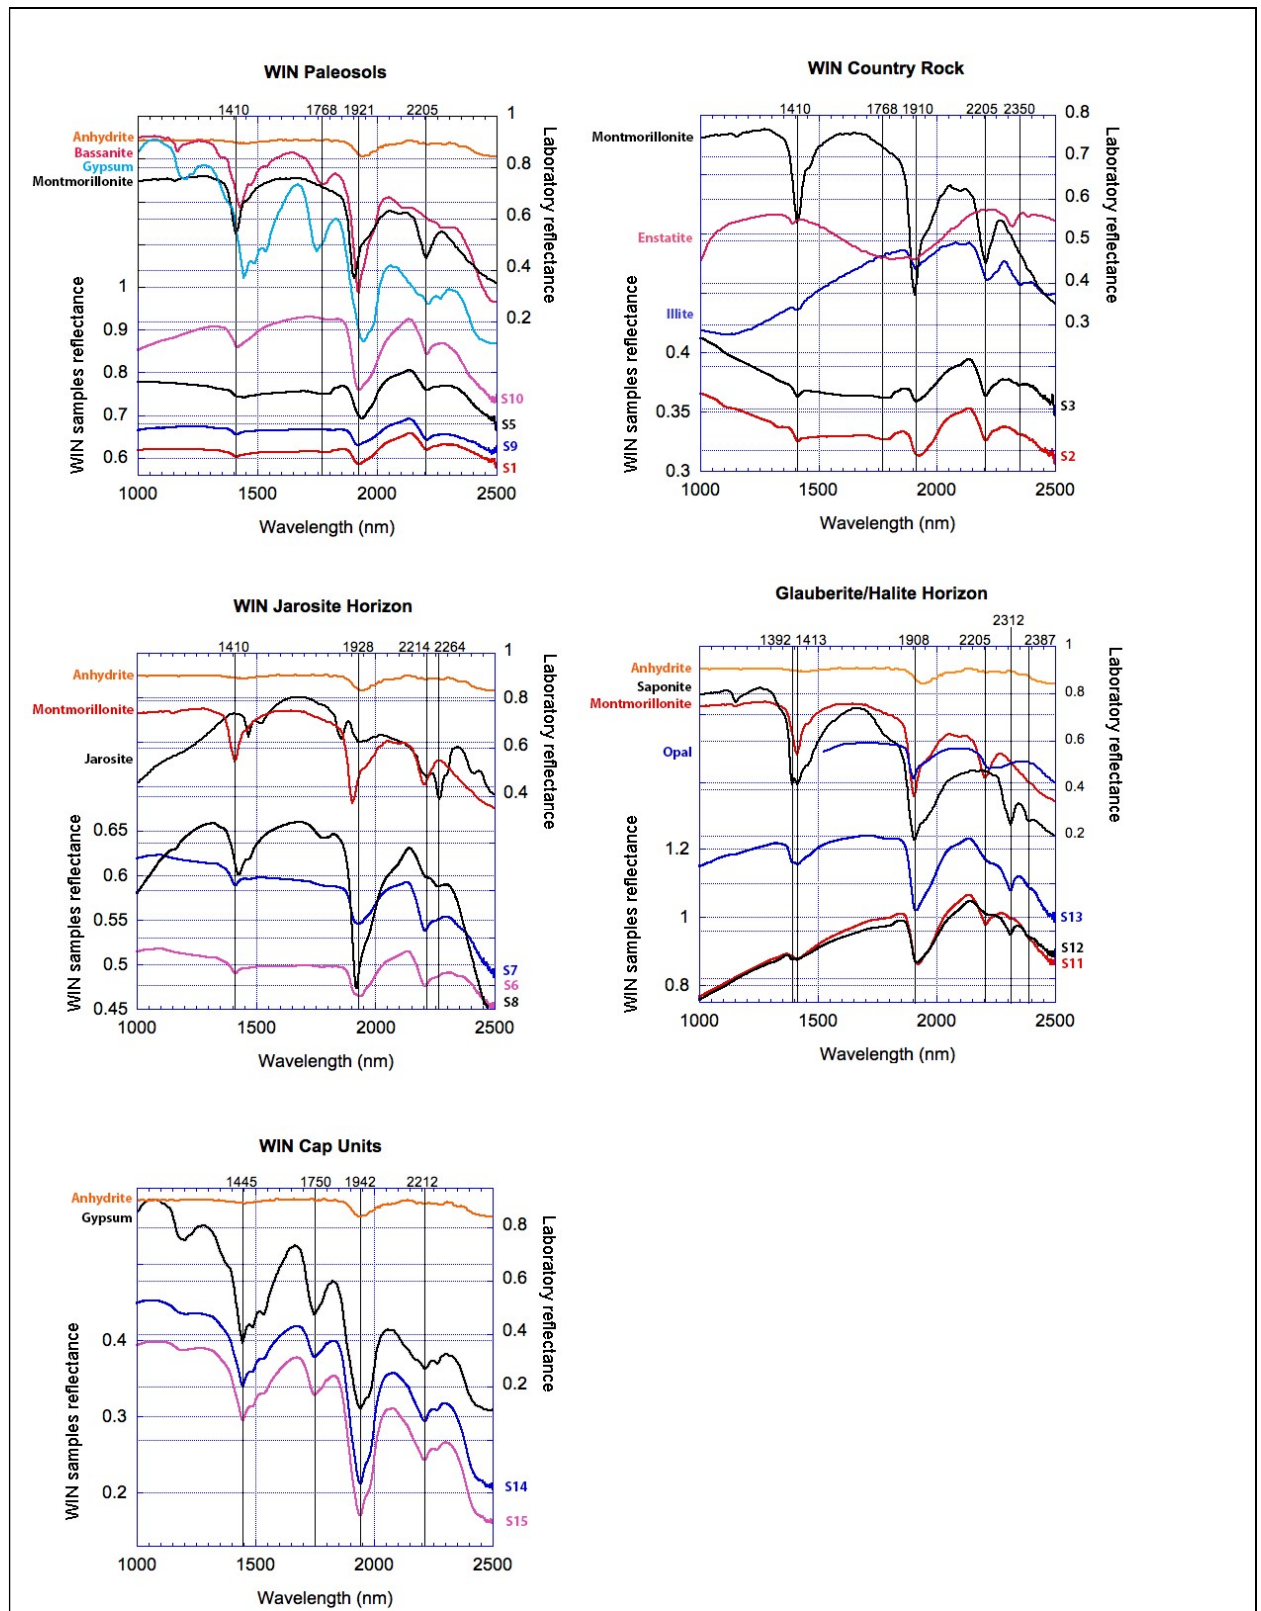 WIN Paleosols
1410 1768 1921 2205
Anhydrite
Bassanite
Gypsum
Montmorillonite
1
0.8
0.6
0.4
0.2
Laboratory reflectance
1
0.9
0.8
0.7
0.6
WIN samples reflectance
S10
S5
S9
S1
1000 1500 2000 2500
Wavelength (nm)
WIN Country Rock
1410 1768 1910 2205 2350
Montmorillonite
Enstatite
Illite
0.8
0.7
0.6
0.5
0.4
0.3
Laboratory reflectance
0.4
0.35
0.3
WIN samples reflectance
S3
S2
1000 1500 2000 2500
Wavelength (nm)
WIN Jarosite Horizon
1410 1928 2214 2264
Anhydrite
Montmorillonite
Jarosite
1
0.8
0.6
0.4
Laboratory reflectance
0.65
0.6
0.55
0.5
0.45
WIN samples reflectance
S7
S6
S8
1000 1500 2000 2500
Wavelength (nm)
Glauberite/Halite Horizon
2312
1392 1413 1908 2205 2387
Anhydrite
Saponite
Montmorillonite
Opal
1
0.8
0.6
0.4
0.2
Laboratory reflectance
1.2
1
0.8
WIN samples reflectance
S13
S12
S11
1000 1500 2000 2500
Wavelength (nm)
WIN Cap Units
1445 1750 1942 2212
Anhydrite
Gypsum
0.8
0.6
0.4
0.2
Laboratory reflectance
0.4
0.3
0.2
WIN samples reflectance
S14
S15
1000 1500 2000 2500
Wavelength (nm)